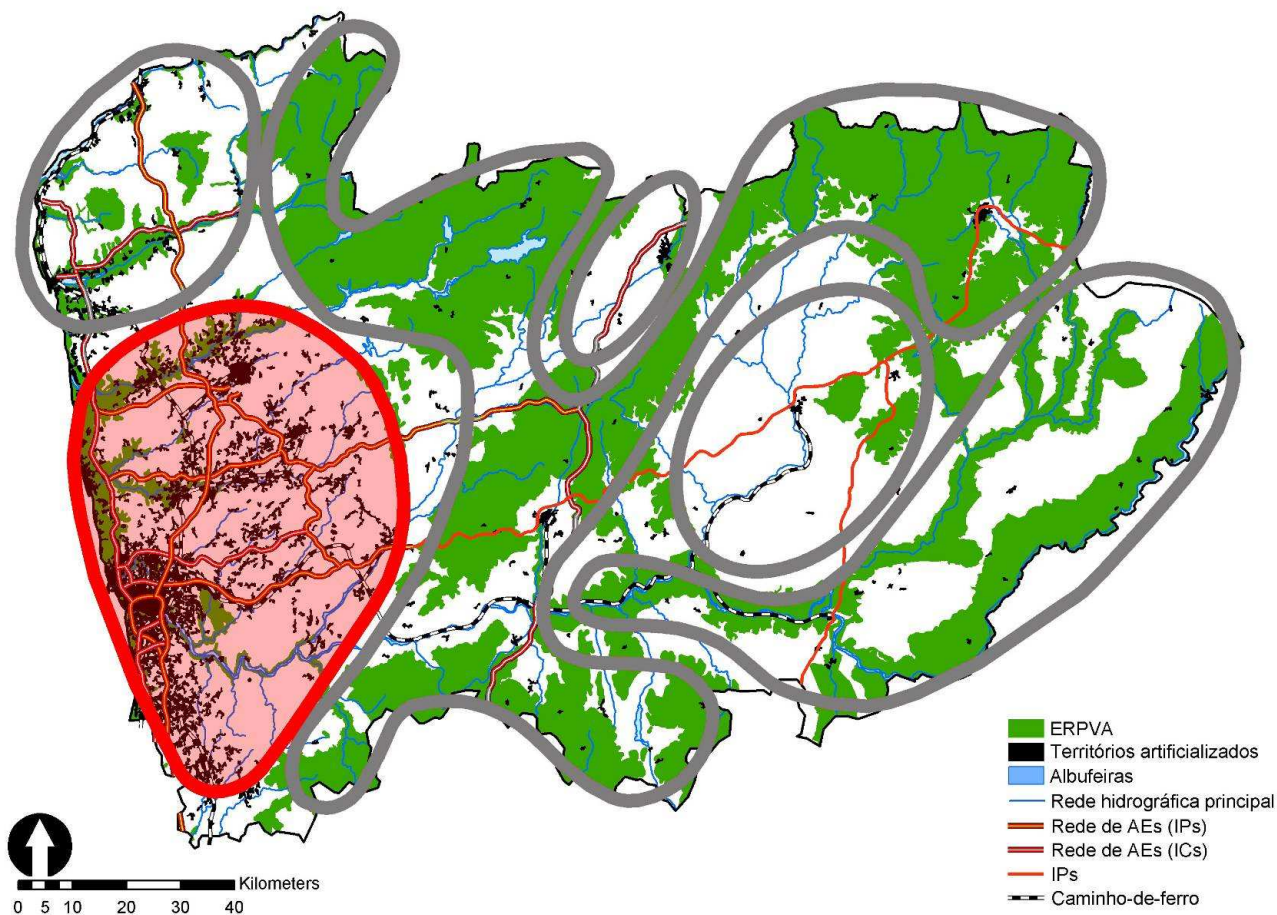 ERPVA
Territórios artificializados
Albufeiras
Rede hidrográfica principal
Rede de AEs (IPs)
Rede de AEs (ICs)
IPs
Caminho-de-ferro
Kilometers
0 5 10 20 30 40